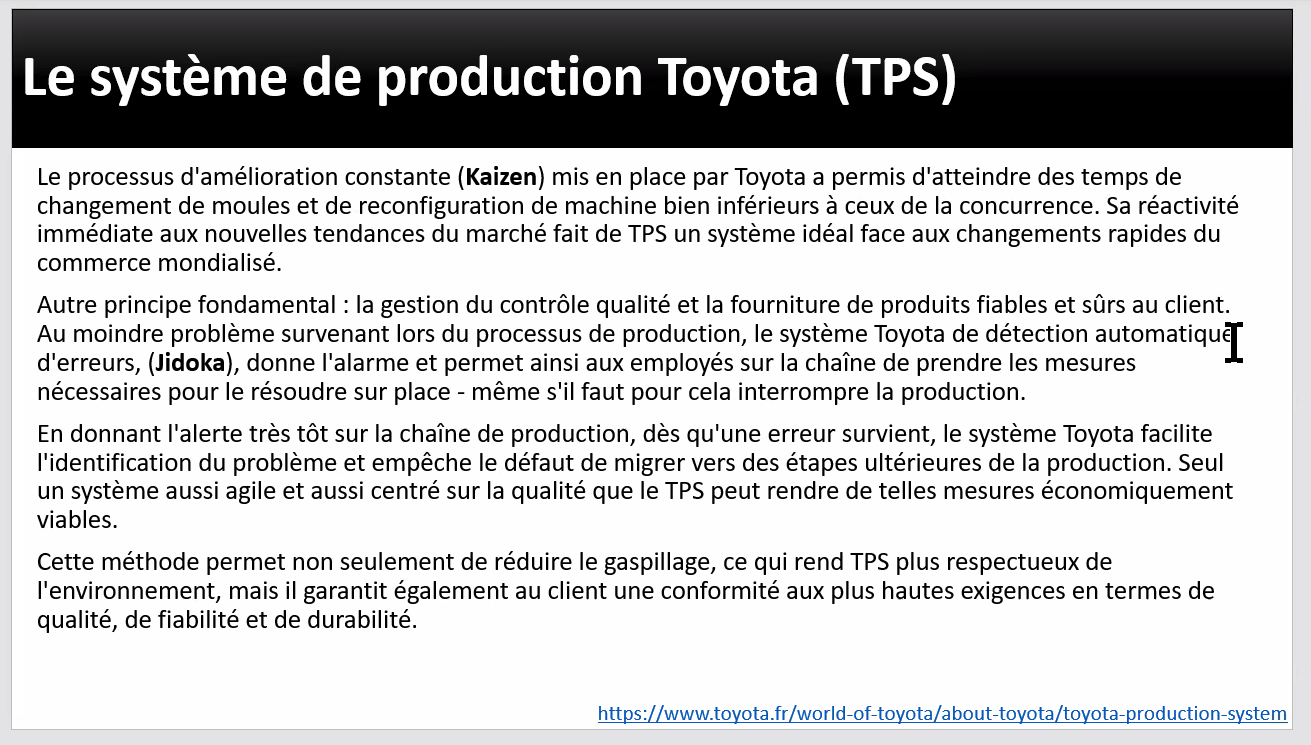 Le système de production Toyota (TPS)
Le processus d'amélioration constante (Kaizen) mis en place par Toyota a permis d'atteindre des temps de
changement de moules et de reconfiguration de machine bien inférieurs à ceux de la concurrence. Sa réactivité
immédiate aux nouvelles tendances du marché fait de TPS un système idéal face aux changements rapides du
commerce mondialisé.
Autre principe fondamental : la gestion du contrôle qualité et la fourniture de produits fiables et sûrs au client.
Au moindre problème survenant lors du processus de production, le système Toyota de détection automatique
d'erreurs, (Jidoka), donne l'alarme et permet ainsi aux employés sur la chaîne de prendre les mesures
nécessaires pour le résoudre sur place - même s'il faut pour cela interrompre la production.
En donnant l'alerte très tôt sur la chaîne de production, dès qu'une erreur survient, le système Toyota facilite
l'identification du problème et empêche le défaut de migrer vers des étapes ultérieures de la production. Seul
un système aussi agile et aussi centré sur la qualité que le TPS peut rendre de telles mesures économiquement
viables.
Cette méthode permet non seulement de réduire le gaspillage, ce qui rend TPS plus respectueux de
l'environnement, mais il garantit également au client une conformité aux plus hautes exigences en termes de
qualité, de fiabilité et de durabilité.
https://www.toyota.fr/world-of-toyota/about-toyota/toyota-production-system